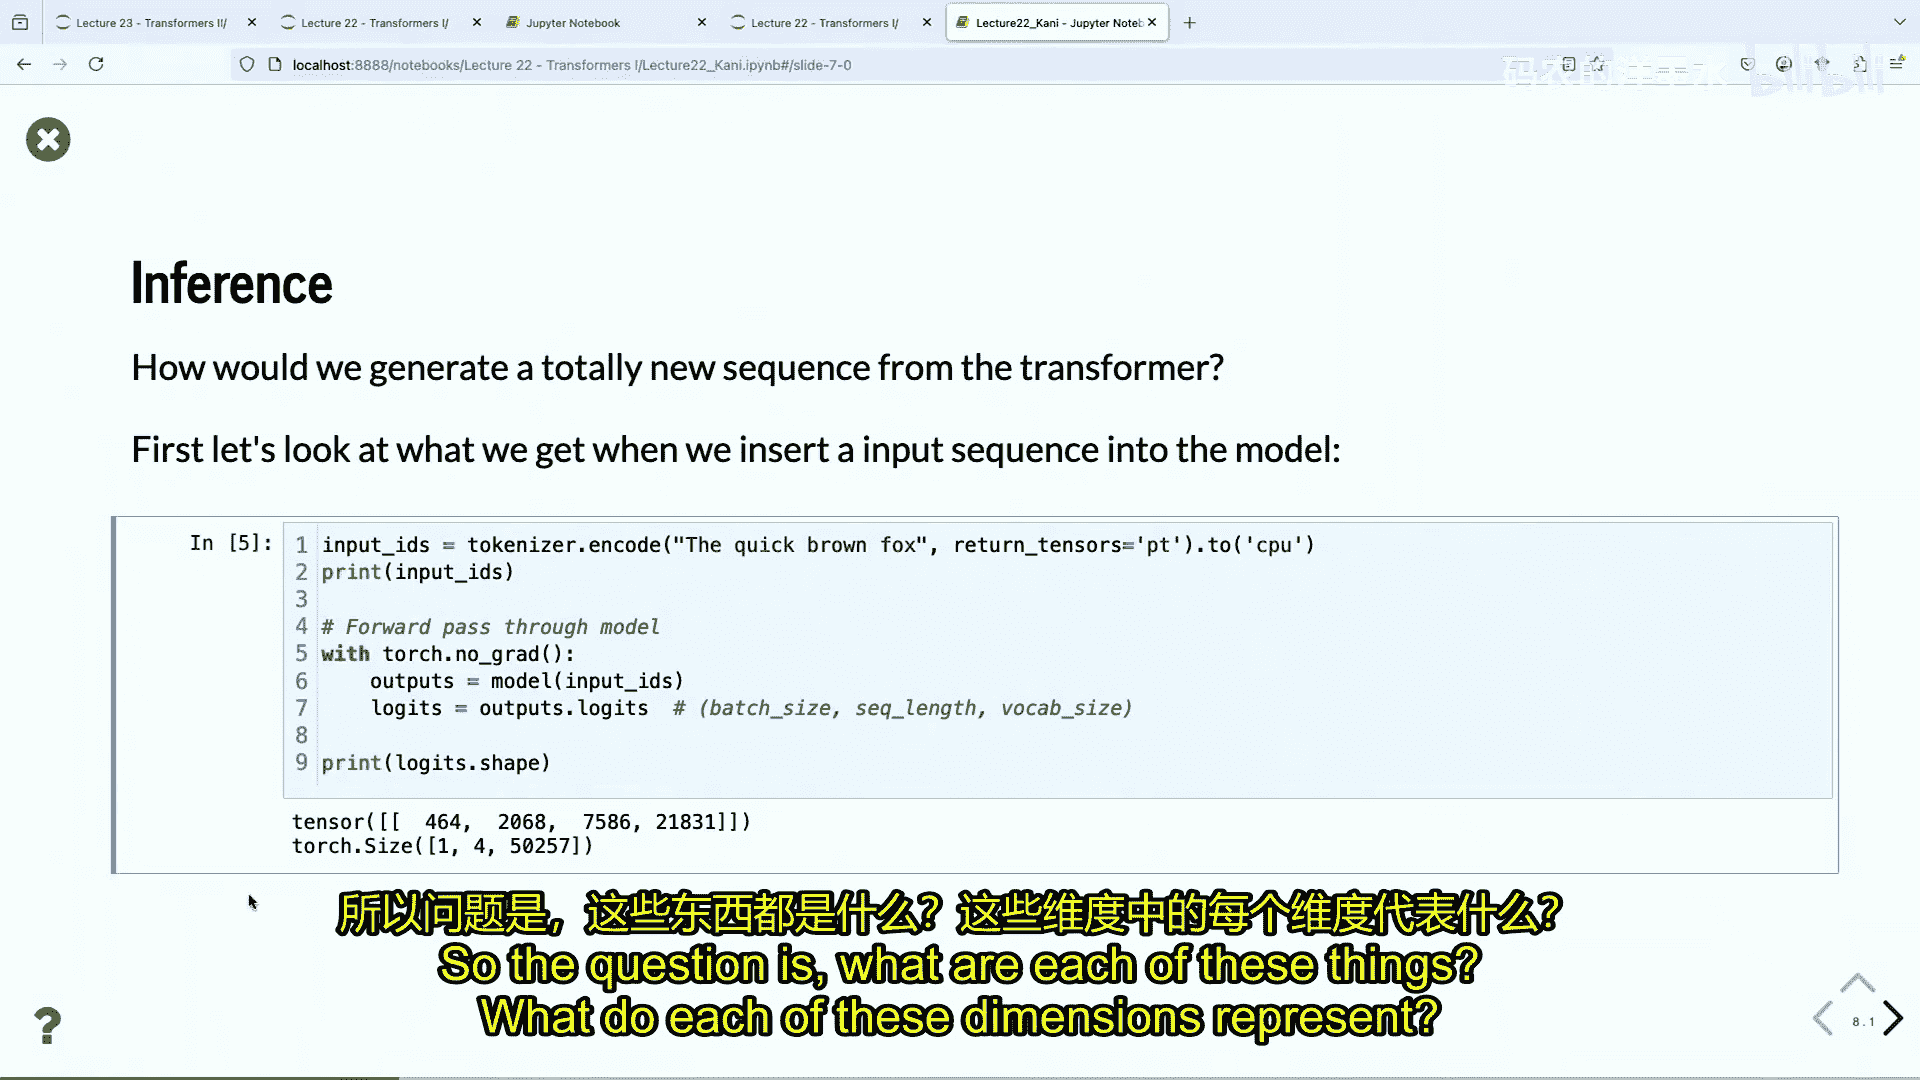 Lecture 23 - Transformers II/
Lecture 22 - Transformers I/
Jupyter Notebook
Lecture 22 - Transformers I/
Lecture22_Kani - Jupyter Noteb
localhost:8888/notebooks/Lecture 22 - Transformers I/Lecture22_Kani.ipynb#/slide-7-0
码农的洋手水 bilibili
Inference
How would we generate a totally new sequence from the transformer?
First let's look at what we get when we insert a input sequence into the model:
In [5]:
1 input_ids = tokenizer.encode("The quick brown fox", return_tensors='pt').to('cpu')
2 print(input_ids)
3
4 # Forward pass through model
5 with torch.no_grad():
6 outputs = model(input_ids)
7 logits = outputs.logits # (batch_size, seq_length, vocab_size)
8
9 print(logits.shape)
tensor([[ 464, 2068, 7586, 21831]])
torch.Size([1, 4, 50257])
所以问题是，这些东西都是什么？这些维度中的每个维度代表什么？
So the question is, what are each of these things?
What do each of these dimensions represent?
?
8.1